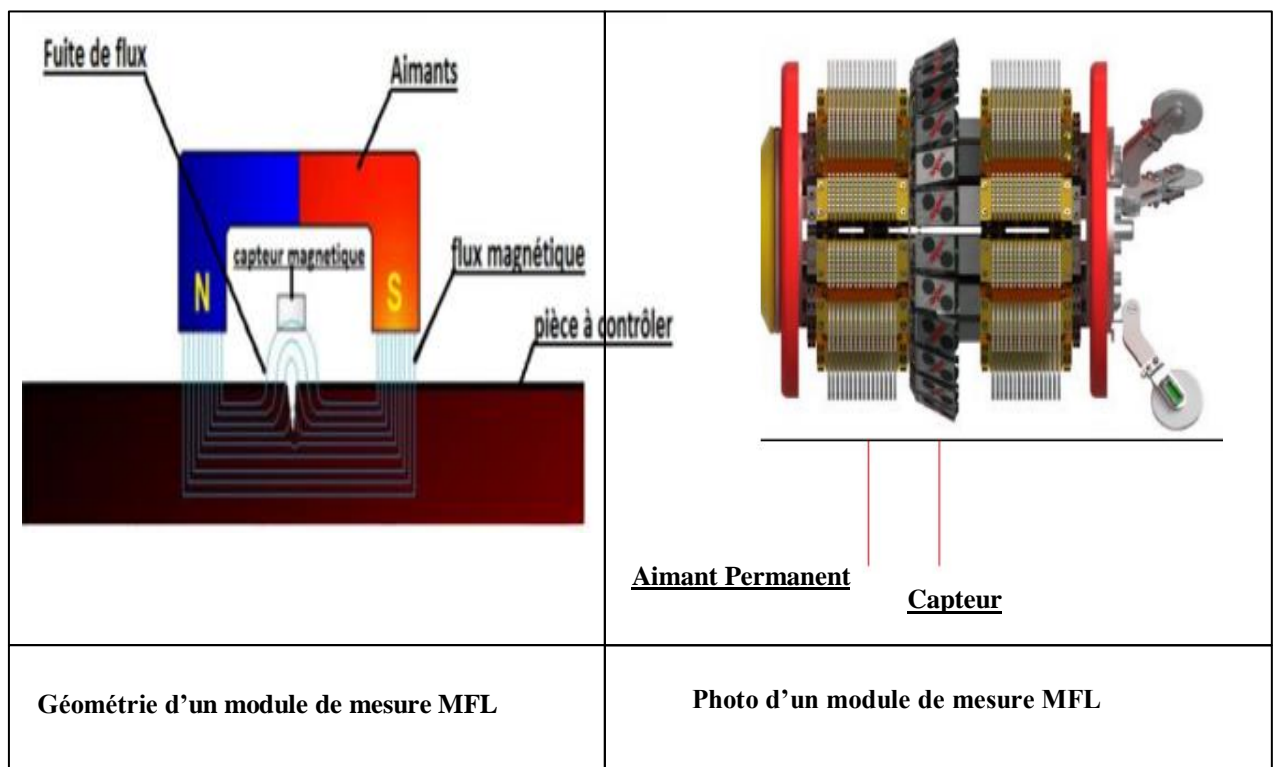 Fuite de flux
Aimants
capteur magnetique
flux magnétique
N
S
pièce à contrôler
Aimant Permanent
Capteur
Géométrie d'un module de mesure MFL
Photo d'un module de mesure MFL